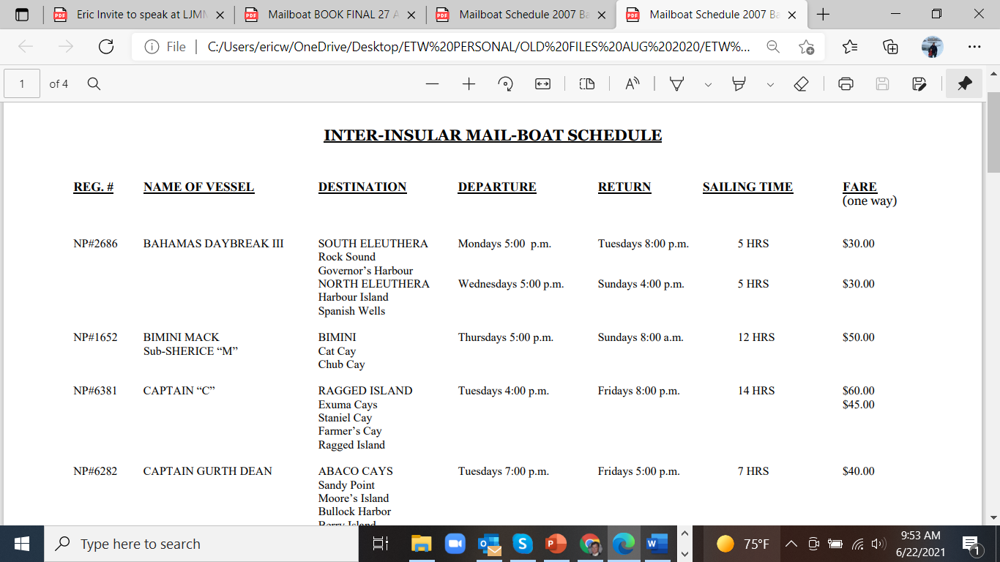 Eric Invite to speak at LJMM
Mailboat BOOK FINAL 27 A
Mailboat Schedule 2007 Ba
Mailboat Schedule 2007 Ba
File
C:/Users/ericw/OneDrive/Desktop/ETW%20PERSONAL/OLD%20FILES%20AUG%202020/ETW%...
1 of 4
INTER-INSULAR MAIL-BOAT SCHEDULE
REG. # NAME OF VESSEL DESTINATION DEPARTURE RETURN SAILING TIME FARE
(one way)
NP#2686 BAHAMAS DAYBREAK III SOUTH ELEUTHERA Mondays 5:00 p.m. Tuesdays 8:00 p.m. 5 HRS $30.00
Rock Sound
Governor’s Harbour
NORTH ELEUTHERA Wednesdays 5:00 p.m. Sundays 4:00 p.m. 5 HRS $30.00
Harbour Island
Spanish Wells
NP#1652 BIMINI MACK BIMINI Thursdays 5:00 p.m. Sundays 8:00 a.m. 12 HRS $50.00
Sub-SHERICE “M” Cat Cay
Chub Cay
NP#6381 CAPTAIN “C” RAGGED ISLAND Tuesdays 4:00 p.m. Fridays 8:00 p.m. 14 HRS $60.00
Exuma Cays $45.00
Staniel Cay
Farmer’s Cay
Ragged Island
NP#6282 CAPTAIN GURTH DEAN ABACO CAYS Tuesdays 7:00 p.m. Fridays 5:00 p.m. 7 HRS $40.00
Sandy Point
Moore’s Island
Bullock Harbor
Berry Island
Type here to search
75°F
9:53 AM
6/22/2021
1